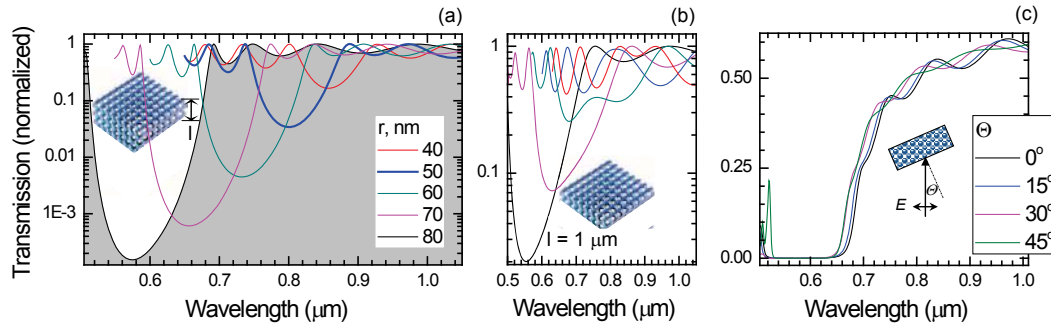 (a)
(b)
(c)
Transmission (normalized)
1
0.1
0.01
1E-3
0.6 0.7 0.8 0.9 1.0
Wavelength (μm)
l
r, nm
40
50
60
70
80
1
0.1
0.5 0.6 0.7 0.8 0.9 1.0
Wavelength (μm)
l = 1 μm
0.50
0.25
0.00
0.6 0.7 0.8 0.9 1.0
Wavelength (μm)
E
Θ
Θ
0°
15°
30°
45°